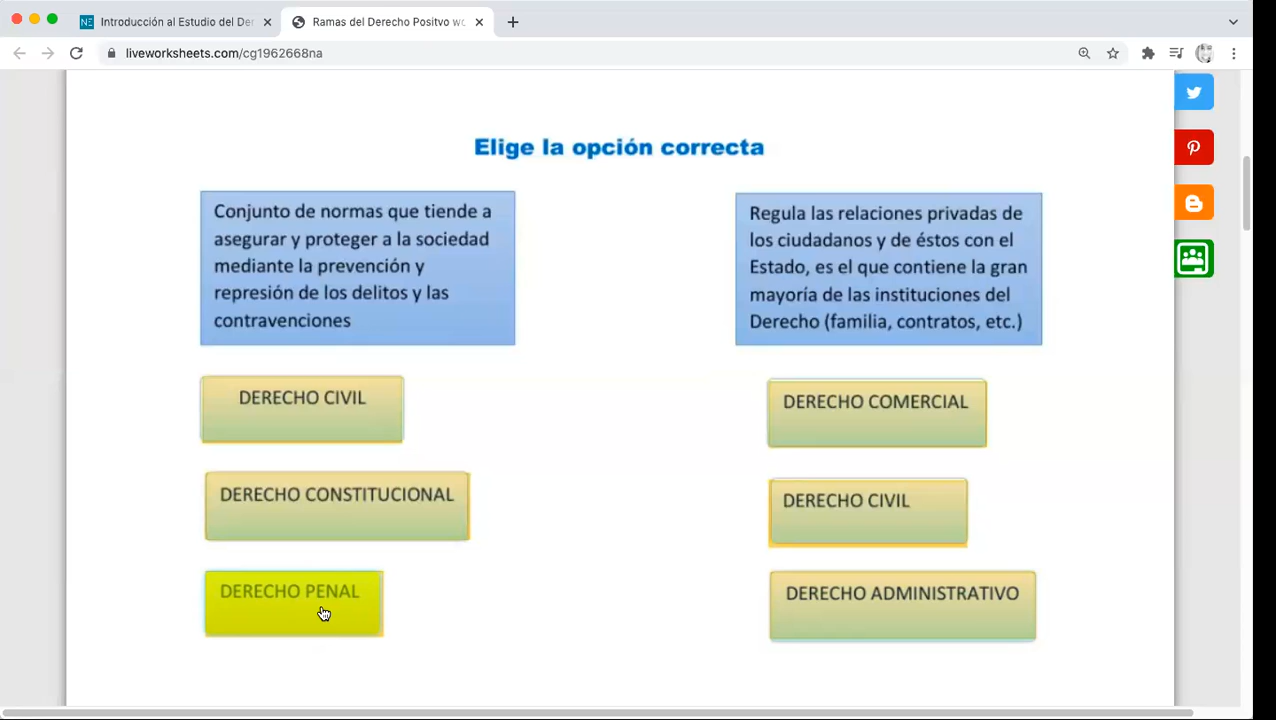 Introducción al Estudio del De
Ramas del Derecho Positvo wo
liveworksheets.com/cg1962668na
Elige la opción correcta
Conjunto de normas que tiende a
asegurar y proteger a la sociedad
mediante la prevención y
represión de los delitos y las
contravenciones
Regula las relaciones privadas de
los ciudadanos y de éstos con el
Estado, es el que contiene la gran
mayoría de las instituciones del
Derecho (familia, contratos, etc.)
DERECHO CIVIL
DERECHO CONSTITUCIONAL
DERECHO PENAL
DERECHO COMERCIAL
DERECHO CIVIL
DERECHO ADMINISTRATIVO